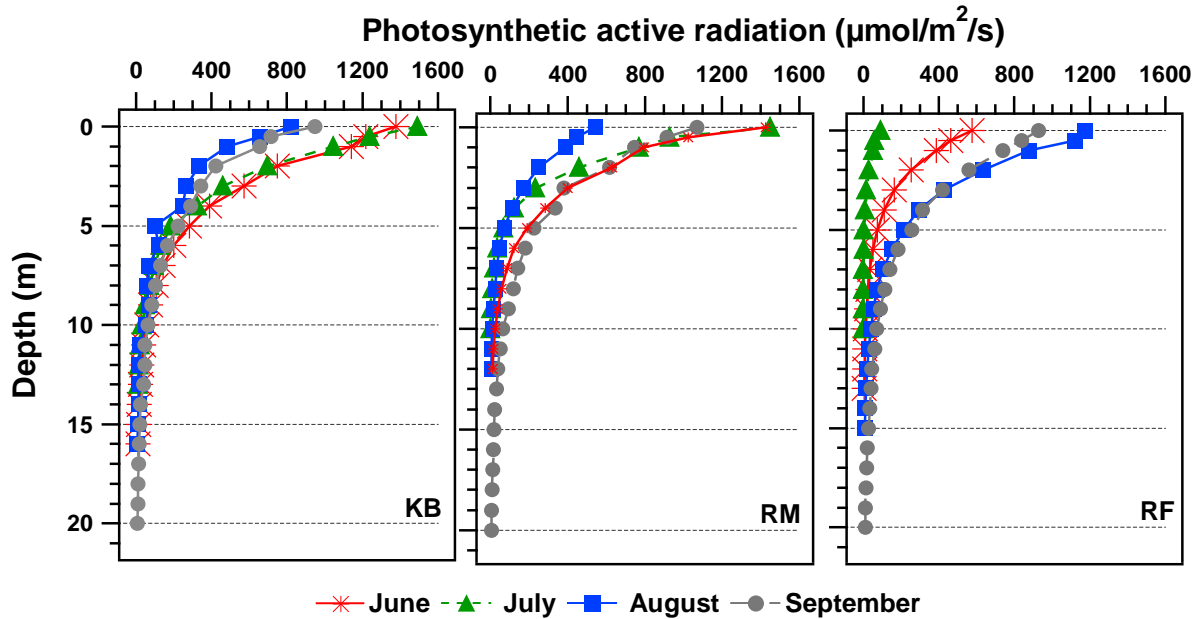 Photosynthetic active radiation (µmol/m²/s)
0 400 800 1200 1600 0 400 800 1200 1600 0 400 800 1200 1600
Depth (m)
0
5
10
15
20
KB RM RF
June July August September